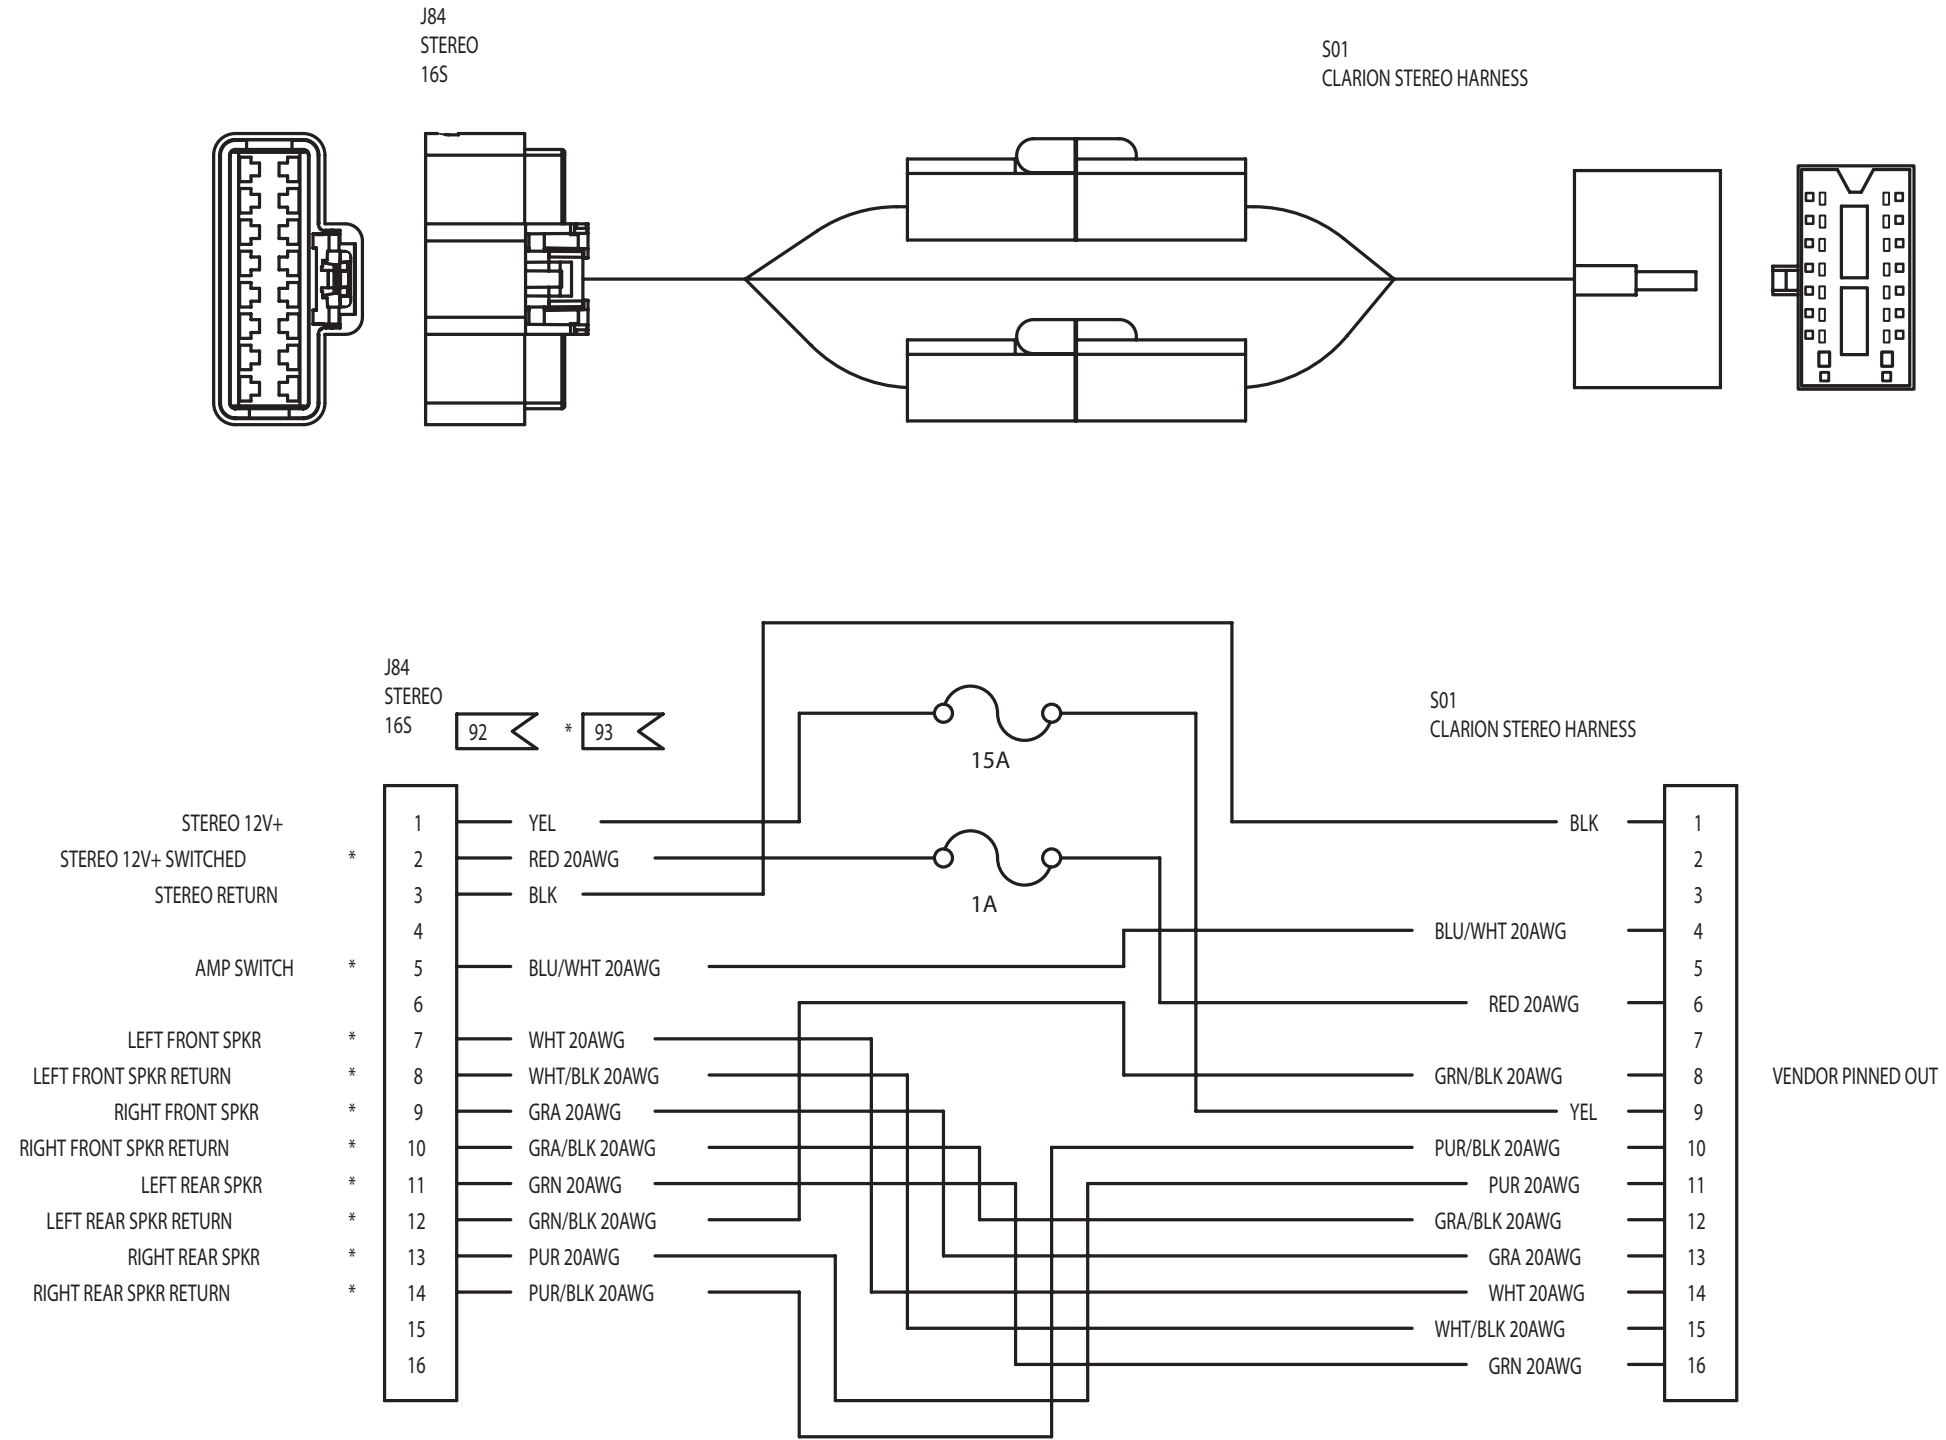 J84
STEREO
16S
S01
CLARION STEREO HARNESS
J84
STEREO
16S
92
* 93
15A
S01
CLARION STEREO HARNESS
STEREO 12V+ 1 YEL
BLK 1
STEREO 12V+ SWITCHED * 2 RED 20AWG
2
STEREO RETURN 3 BLK
1A
3
4
BLU/WHT 20AWG 4
AMP SWITCH * 5 BLU/WHT 20AWG
5
6
RED 20AWG 6
LEFT FRONT SPKR * 7 WHT 20AWG
7
LEFT FRONT SPKR RETURN * 8 WHT/BLK 20AWG
GRN/BLK 20AWG 8
VENDOR PINNED OUT
RIGHT FRONT SPKR * 9 GRA 20AWG
YEL 9
RIGHT FRONT SPKR RETURN * 10 GRA/BLK 20AWG
PUR/BLK 20AWG 10
LEFT REAR SPKR * 11 GRN 20AWG
PUR 20AWG 11
LEFT REAR SPKR RETURN * 12 GRN/BLK 20AWG
GRA/BLK 20AWG 12
RIGHT REAR SPKR * 13 PUR 20AWG
GRA 20AWG 13
RIGHT REAR SPKR RETURN * 14 PUR/BLK 20AWG
WHT 20AWG 14
15
WHT/BLK 20AWG 15
16
GRN 20AWG 16